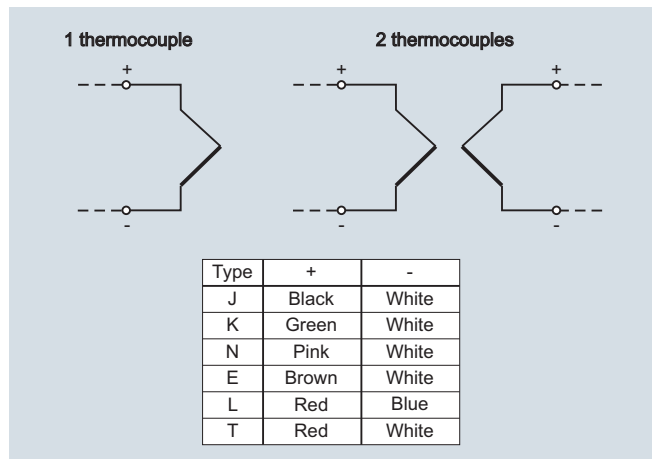 1 thermocouple 2 thermocouples
+ + +
- - -
Type + -
J Black White
K Green White
N Pink White
E Brown White
L Red Blue
T Red White